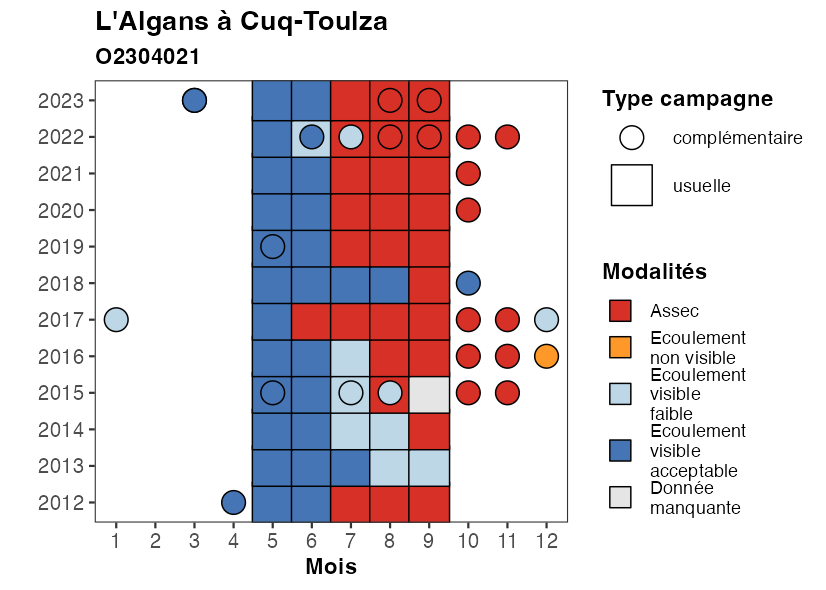 L'Algans à Cuq-Toulza
O2304021
2023
2022
2021
2020
2019
2018
2017
2016
2015
2014
2013
2012
1 2 3 4 5 6 7 8 9 10 11 12
Mois
Type campagne
complémentaire
usuelle
Modalités
Assec
Ecoulement
non visible
Ecoulement
visible
faible
Ecoulement
visible
acceptable
Donnée
manquante